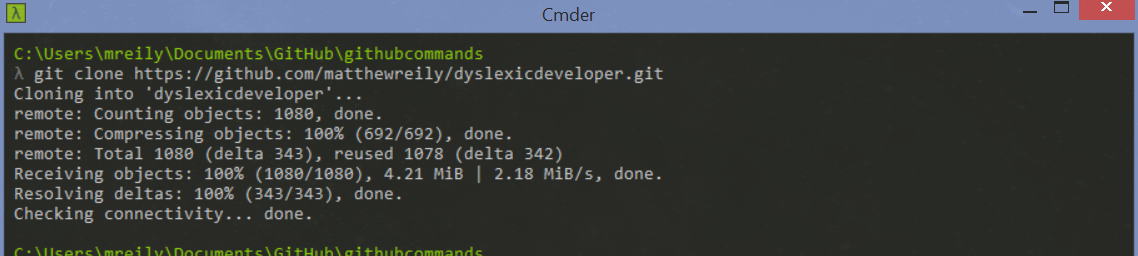 λ
Cmder
C:\Users\mreily\Documents\GitHub\githubcommands
λ git clone https://github.com/matthewreily/dyslexicdeveloper.git
Cloning into 'dyslexicdeveloper'...
remote: Counting objects: 1080, done.
remote: Compressing objects: 100% (692/692), done.
remote: Total 1080 (delta 343), reused 1078 (delta 342)
Receiving objects: 100% (1080/1080), 4.21 MiB | 2.18 MiB/s, done.
Resolving deltas: 100% (343/343), done.
Checking connectivity... done.
C:\Users\mreily\Documents\GitHub\githubcommands